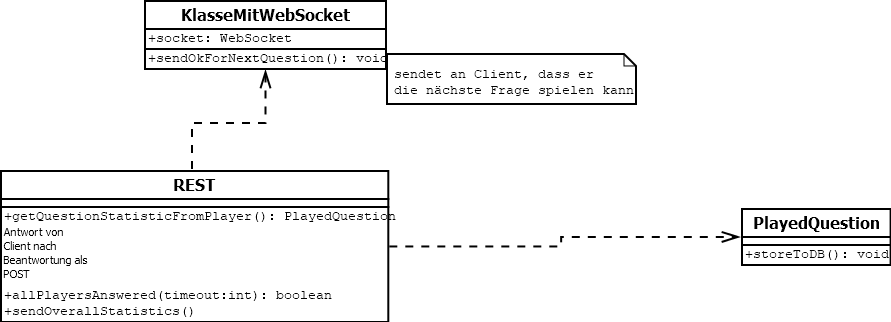 KlasseMitWebSocket
+socket: WebSocket
+sendOkForNextQuestion(): void
sendet an Client, dass er
die nächste Frage spielen kann
REST
+getQuestionStatisticFromPlayer(): PlayedQuestion
Antwort von
Client nach
Beantwortung als
POST
+allPlayersAnswered(timeout:int): boolean
+sendOverallStatistics()
PlayedQuestion
+storeToDB(): void